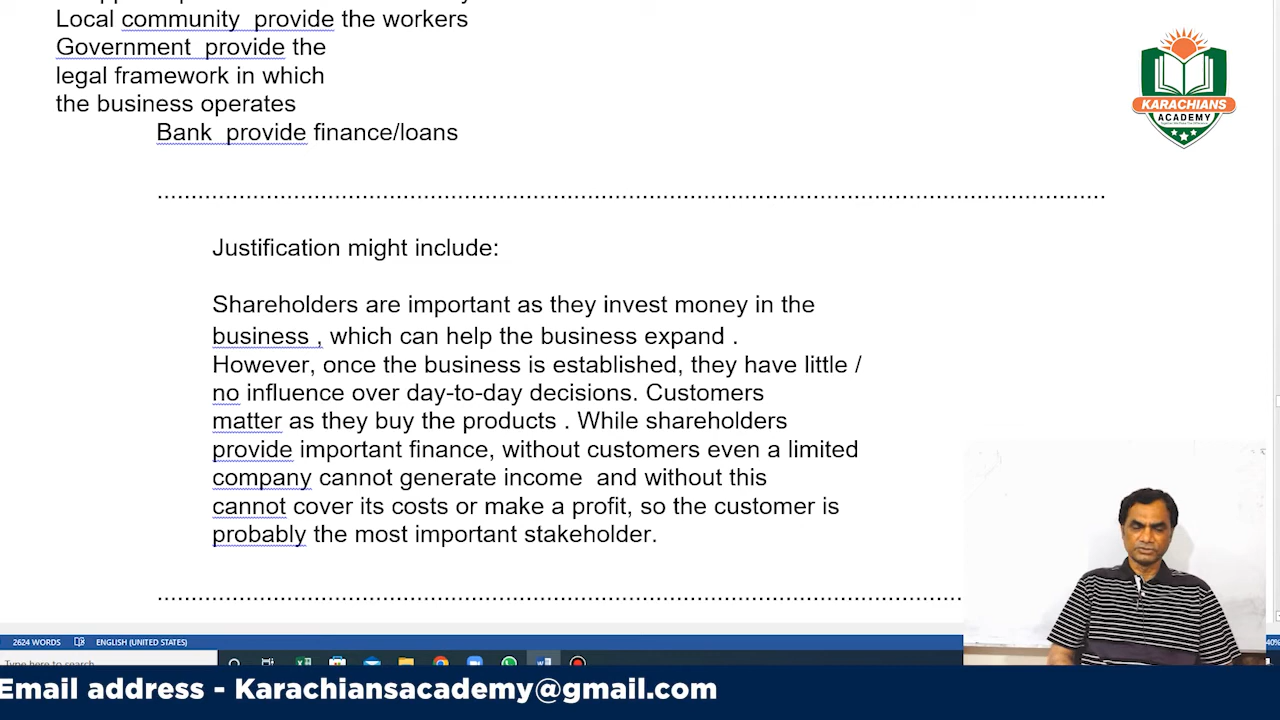 Local community  provide the workers
Government  provide the
legal framework in which
the business operates
Bank  provide finance/loans
KARACHIANS
ACADEMY
Justification might include:
Shareholders are important as they invest money in the
business , which can help the business expand .
However, once the business is established, they have little /
no influence over day-to-day decisions. Customers
matter as they buy the products . While shareholders
provide important finance, without customers even a limited
company cannot generate income  and without this
cannot cover its costs or make a profit, so the customer is
probably the most important stakeholder.
2624 WORDS
ENGLISH (UNITED STATES)
40%
Type here to search
Email address - Karachiansacademy@gmail.com